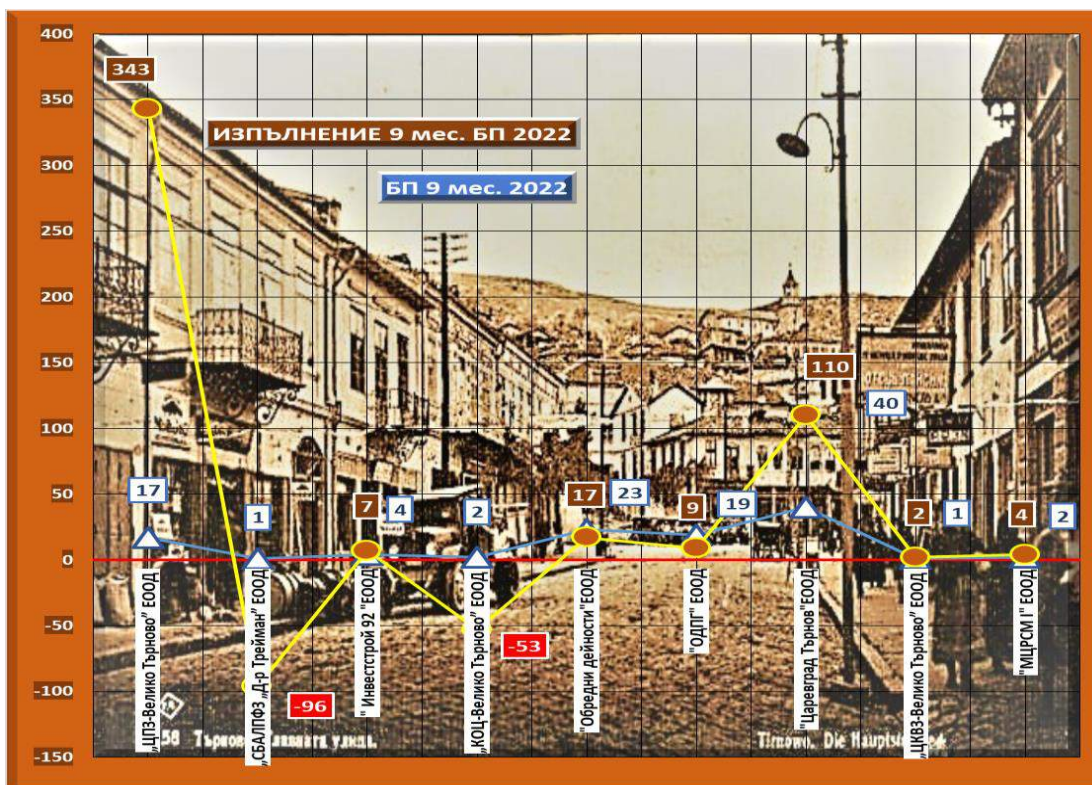 400
350
300
250
200
150
100
50
0
-50
-100
-150
ИЗПЪЛНЕНИЕ 9 мес. БП 2022
БП 9 мес. 2022
343
-96
7
-53
17
9
110
2
4
17
1
4
2
23
19
40
1
2
„ЦПЗ-Велико Търново” ЕООД
„СБАЛПФЗ „Д-р Трейман” ЕООД
" Инвестстрой 92 "ЕООД
„КОЦ-Велико Търново” ЕООД
"Обредни дейности"ЕООД
"ОДПГ" ЕООД
"Царевград Търнов"ЕООД
„ЦКВЗ-Велико Търново” ЕООД
"МЦРСМ I" ЕООД
58 Търново. Главната улица.
Tirnowo. Die